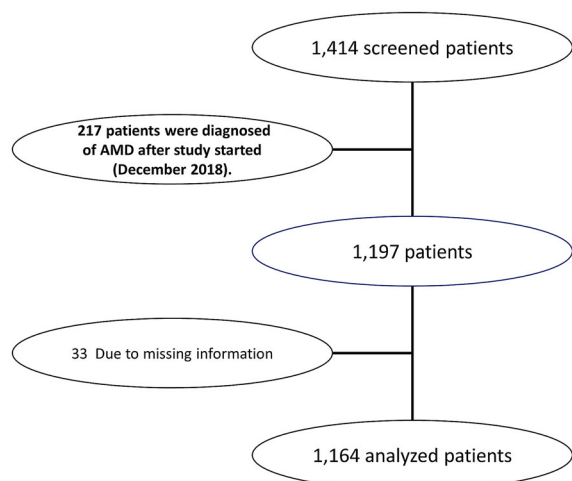 1,414 screened patients
217 patients were diagnosed
of AMD after study started
(December 2018).
1,197 patients
33 Due to missing information
1,164 analyzed patients